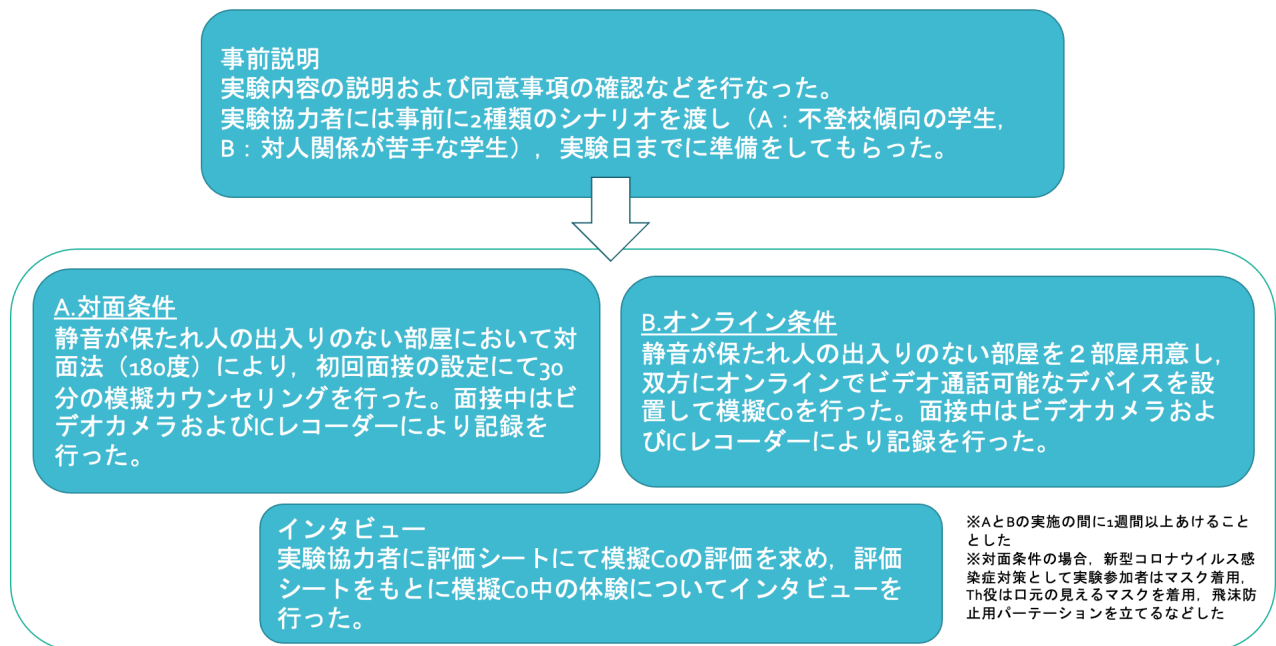 事前説明
実験内容の説明および同意事項の確認などを行なった。
実験協力者には事前に2種類のシナリオを渡し（A：不登校傾向の学生，
B：対人関係が苦手な学生），実験日までに準備をしてもらった。
A.対面条件
静音が保たれ人の出入りのない部屋において対
面法（180度）により，初回面接の設定にて30
分の模擬カウンセリングを行った。面接中はビ
デオカメラおよびICレコーダーにより記録を
行った。
B.オンライン条件
静音が保たれ人の出入りのない部屋を２部屋用意し，
双方にオンラインでビデオ通話可能なデバイスを設
置して模擬Coを行った。面接中はビデオカメラおよ
びICレコーダーにより記録を行った。
インタビュー
実験協力者に評価シートにて模擬Coの評価を求め，評価
シートをもとに模擬Co中の体験についてインタビューを
行った。
※AとBの実施の間に1週間以上あけること
とした
※対面条件の場合，新型コロナウイルス感
染症対策として実験参加者はマスク着用，
Th役は口元の見えるマスクを着用，飛沫防
止用パーテーションを立てるなどした